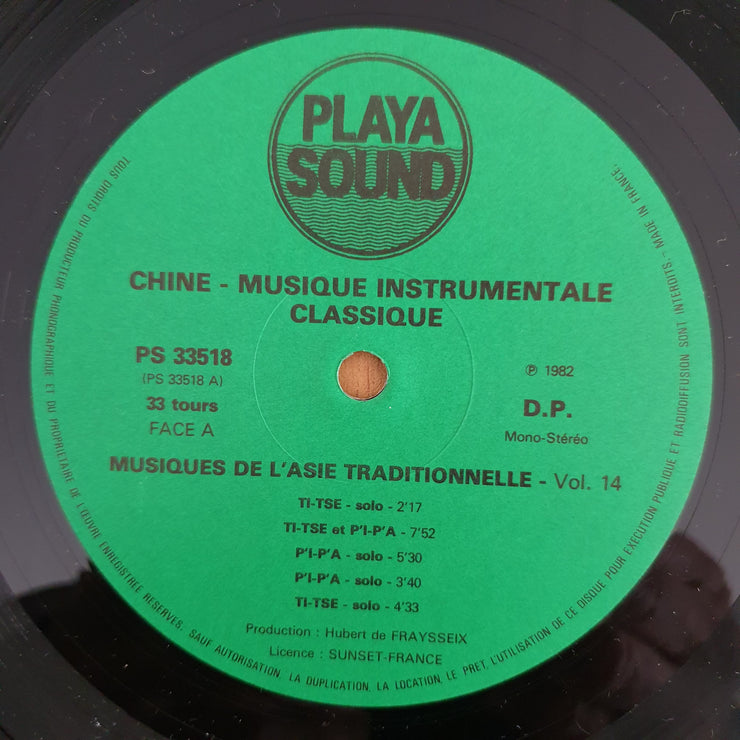 PLAYA
SOUND
CHINE - MUSIQUE INSTRUMENTALE
CLASSIQUE
PS 33518
(PS 33518 A)
33 tours
FACE A
℗ 1982
D.P.
Mono-Stéréo
MUSIQUES DE L'ASIE TRADITIONNELLE - Vol. 14
TI-TSE - solo - 2'17
TI-TSE et P'I-P'A - 7'52
P'I-P'A - solo - 5'30
P'I-P'A - solo - 3'40
TI-TSE - solo - 4'33
Production : Hubert de FRAYSSEIX
Licence : SUNSET-FRANCE
TOUS DROITS DU PRODUCTEUR PHONOGRAPHIQUE ET DU PROPRIETAIRE DE L'ŒUVRE ENREGISTREE RESERVES. SAUF AUTORISATION, LA DUPLICATION, LA LOCATION, LE PRET, L'UTILISATION DE CE DISQUE POUR EXECUTION PUBLIQUE ET RADIODIFFUSION SONT INTERDITS - MADE IN FRANCE.